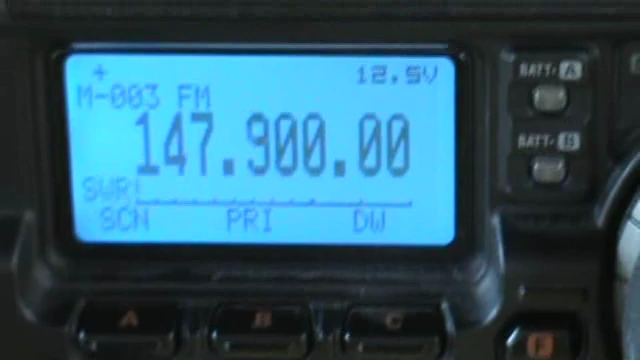 + 12.5V
M-003 FM
147.900.00
SWR
SCN PRI DW
BATT-A
BATT-B
A B C
F